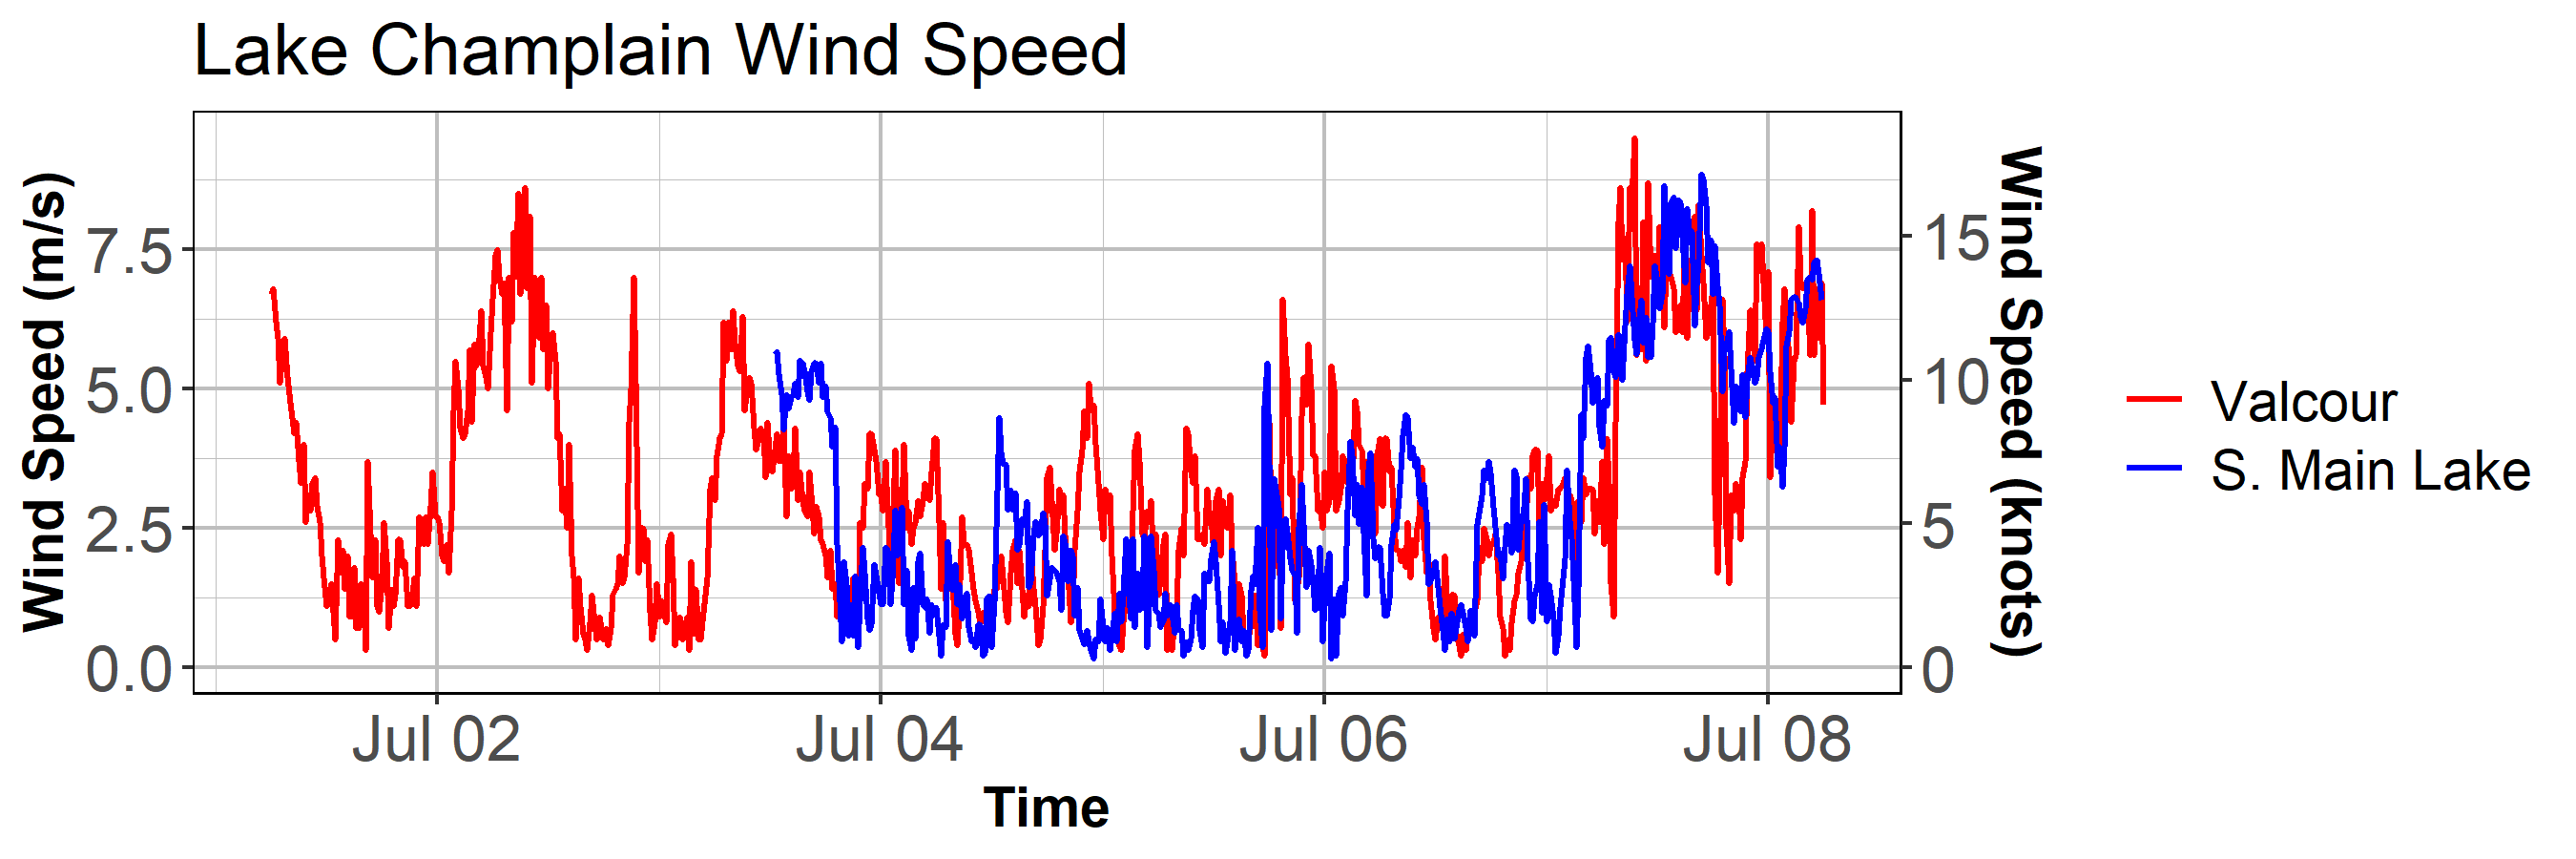 Lake Champlain Wind Speed
Wind Speed (m/s)
7.5
5.0
2.5
0.0
15
10
5
0
Wind Speed (knots)
Jul 02
Jul 04
Jul 06
Jul 08
Time
Valcour
S. Main Lake